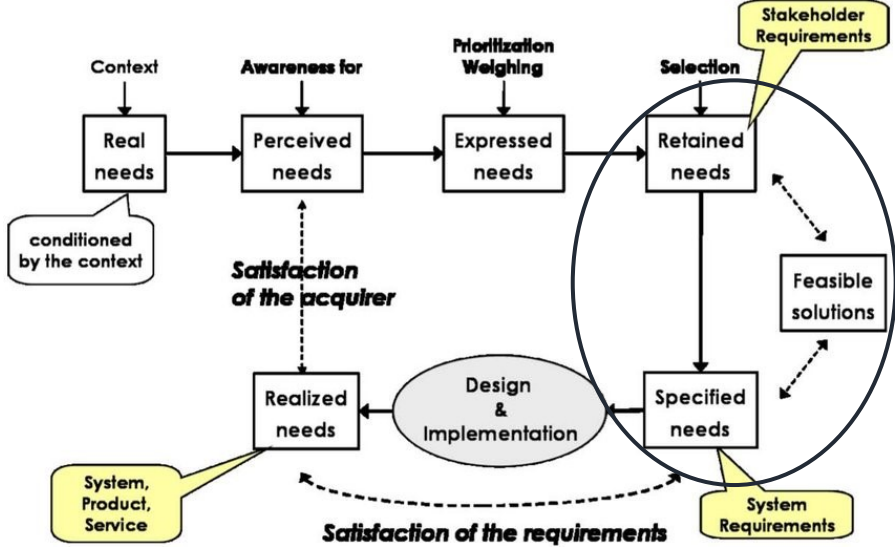 Stakeholder
Requirements
Context
Awareness for
Prioritization
Weighing
Selection
Real
needs
Perceived
needs
Expressed
needs
Retained
needs
conditioned
by the context
Satisfaction
of the acquirer
Feasible
solutions
Realized
needs
Design
&
Implementation
Specified
needs
System,
Product,
Service
System
Requirements
Satisfaction of the requirements